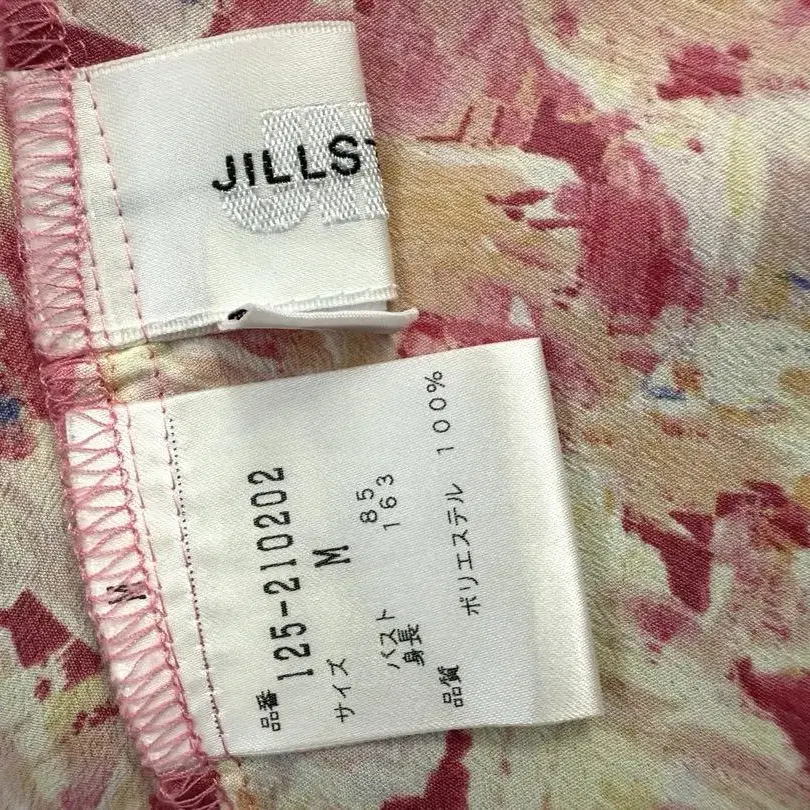 JILLS
品番 125-210202
サイズ M
バスト 85
身長 163
品質 ポリエステル 100%
M